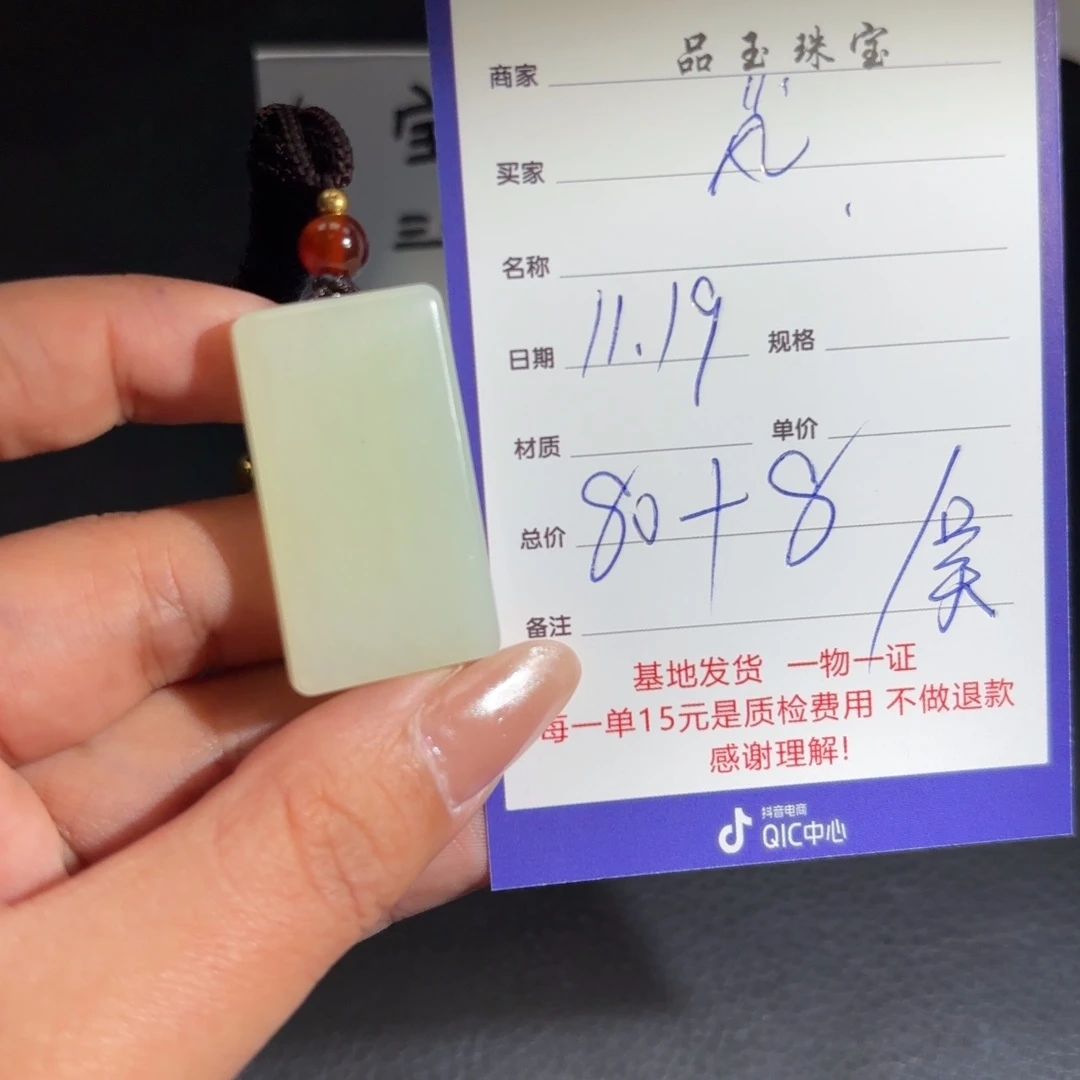 商家 品玉珠宝
买家
名称
日期 11.19 规格
材质 单价
总价 80+8
备注
基地发货 一物一证
每一单15元是质检费用 不做退款
感谢理解!
抖音电商
QIC中心
宝
三